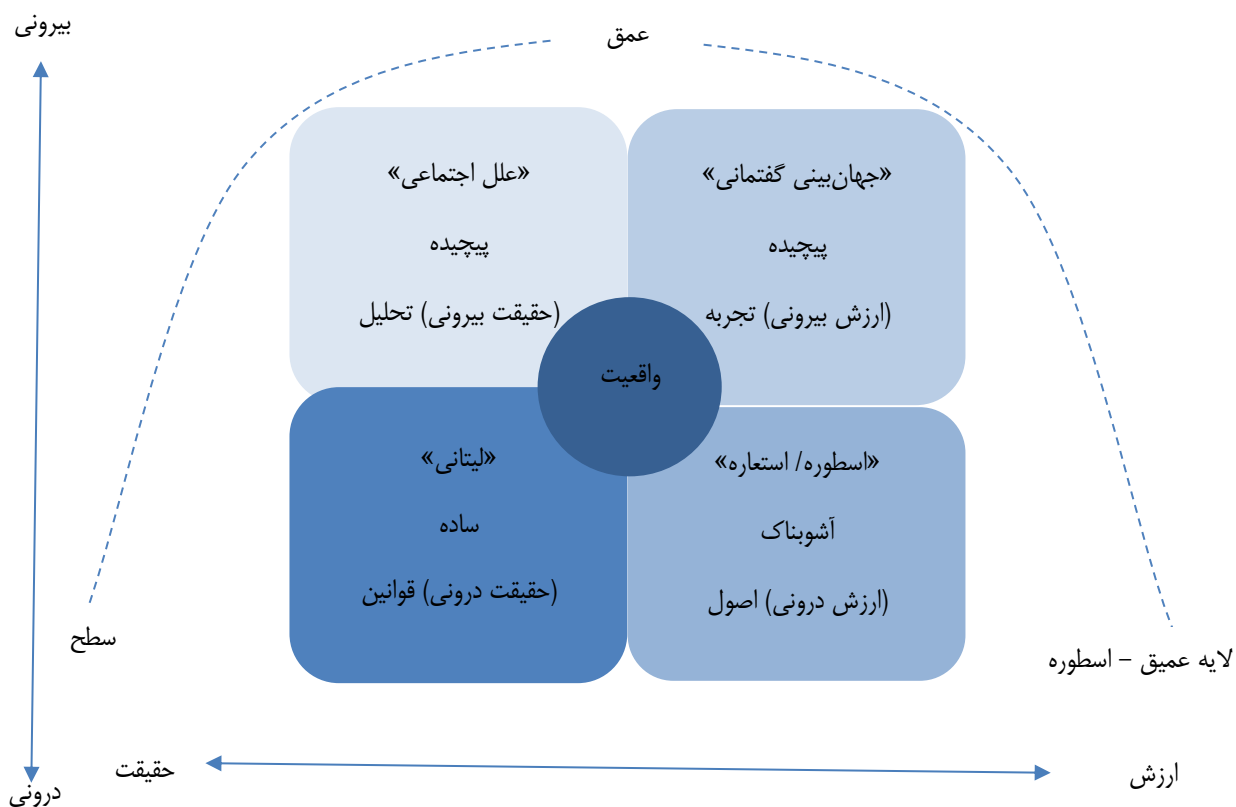 بیرونی
عمق
«علل اجتماعی»
پیچیده
(حقیقت بیرونی) تحلیل
«جهان‌بینی گفتمانی»
پیچیده
(ارزش بیرونی) تجربه
واقعیت
«لیتانی»
ساده
(حقیقت درونی) قوانین
«اسطوره/ استعاره»
آشوبناک
(ارزش درونی) اصول
سطح
لایه عمیق – اسطوره
حقیقت
ارزش
درونی